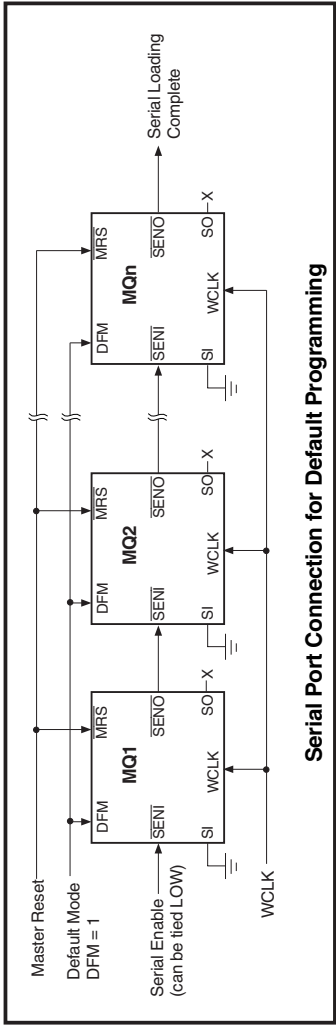 Master Reset
Default Mode
DFM = 1
DFM
MRS
MQ1
SENI
SENO
SI
WCLK
SO
X
DFM
MRS
MQ2
SENI
SENO
SI
WCLK
SO
X
DFM
MRS
MQn
SENI
SENO
SI
WCLK
SO
X
Serial Enable
(can be tied LOW)
Serial Loading
Complete
WCLK
Serial Port Connection for Default Programming